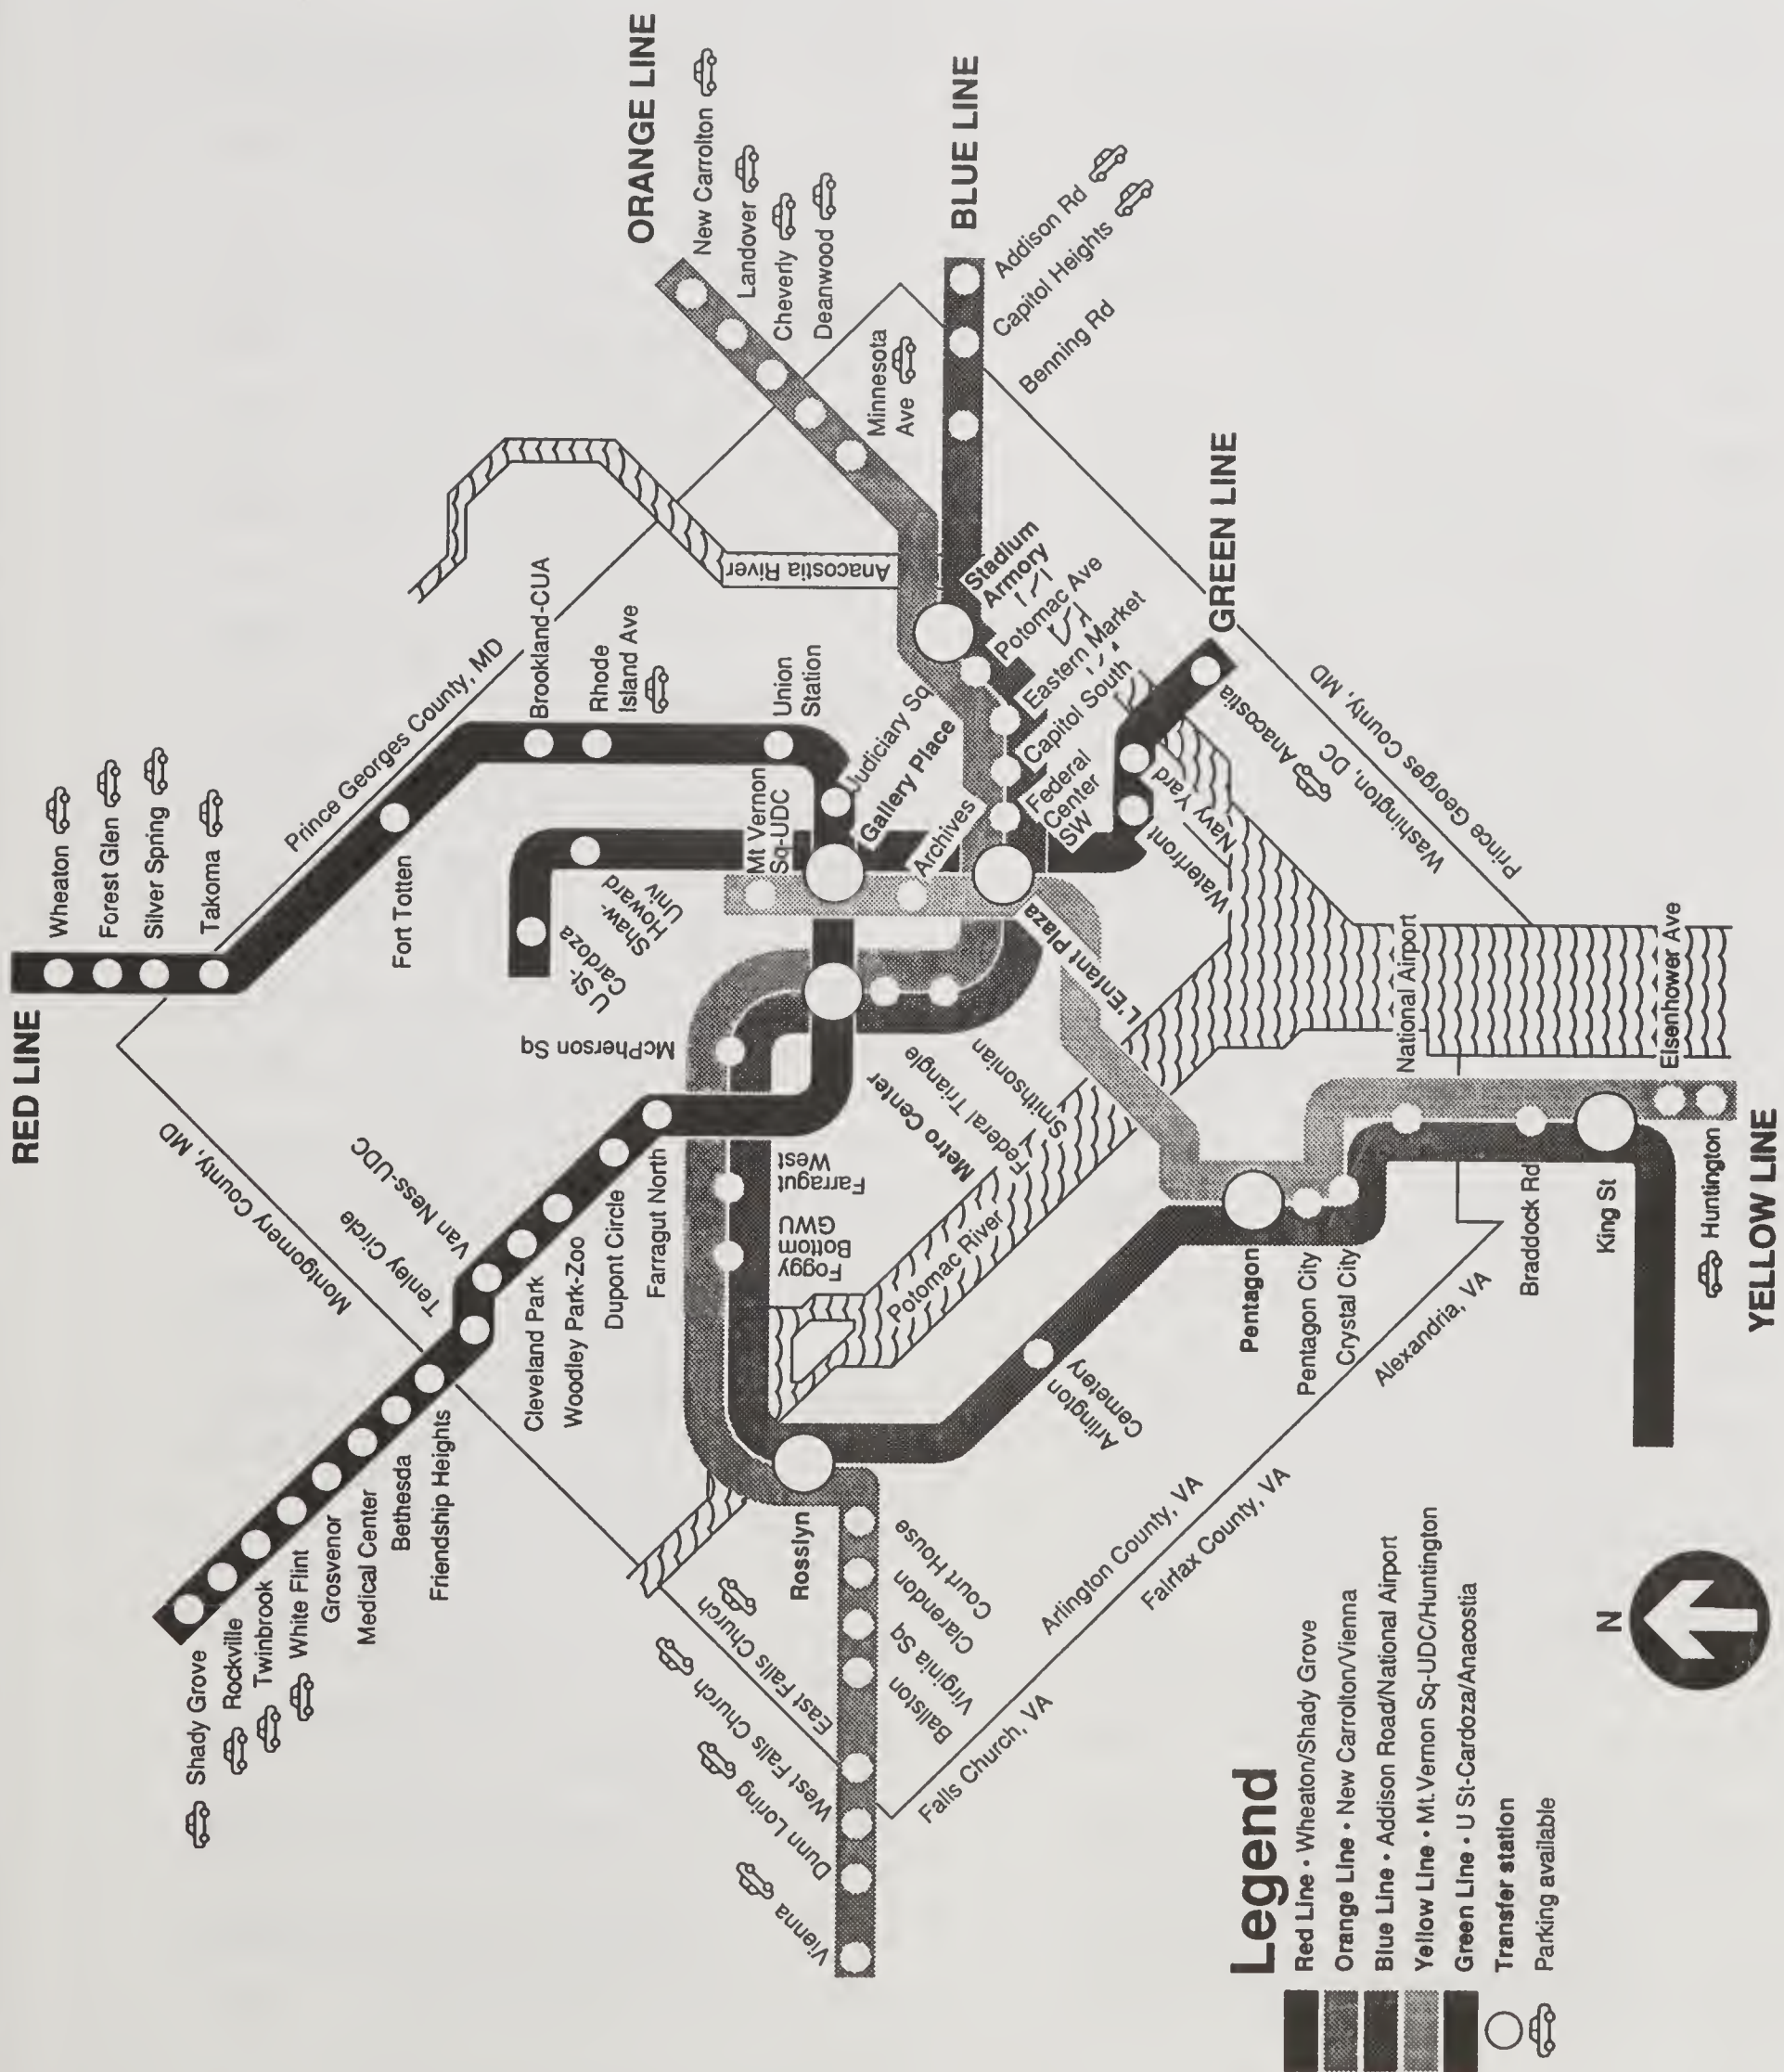 RED LINE
Wheaton
Forest Glen
Silver Spring
Takoma
Prince Georges County, MD
Fort Totten
Brookland-CUA
Rhode
Island Ave
Union
Station
Judiciary Sq
Gallery Place
Mt Vernon
Sq-UDC
Archives
Shaw-
Howard
Univ
U St-
Cardoza
Montgomery County, MD
Shady Grove
Rockville
Twinbrook
White Flint
Grosvenor
Medical Center
Bethesda
Friendship Heights
Tenley Circle
Van Ness-UDC
Cleveland Park
Woodley Park-Zoo
Dupont Circle
Farragut North
McPherson Sq
Farragut
West
Foggy
Bottom
GWU
Metro Center
Federal Triangle
Smithsonian
L'Enfant Plaza
ORANGE LINE
New Carrolton
Landover
Cheverly
Deanwood
Minnesota
Ave
Anacostia River
BLUE LINE
Addison Rd
Capitol Heights
Benning Rd
Stadium
Armory
Potomac Ave
Eastern Market
Capitol South
Federal
Center
SW
GREEN LINE
Anacostia
Navy Yard
Waterfront
Washington, DC
Prince Georges County, MD
Potomac River
Rosslyn
Court House
Clarendon
Virginia Sq
Ballston
East Falls Church
West Falls Church
Dunn Loring
Vienna
Falls Church, VA
Arlington County, VA
Fairfax County, VA
Arlington
Cemetery
Pentagon
Pentagon City
Crystal City
Alexandria, VA
National Airport
Braddock Rd
King St
Eisenhower Ave
Huntington
YELLOW LINE
N
Legend
Red Line • Wheaton/Shady Grove
Orange Line • New Carrolton/Vienna
Blue Line • Addison Road/National Airport
Yellow Line • Mt. Vernon Sq-UDC/Huntington
Green Line • U St-Cardoza/Anacostia
Transfer station
Parking available